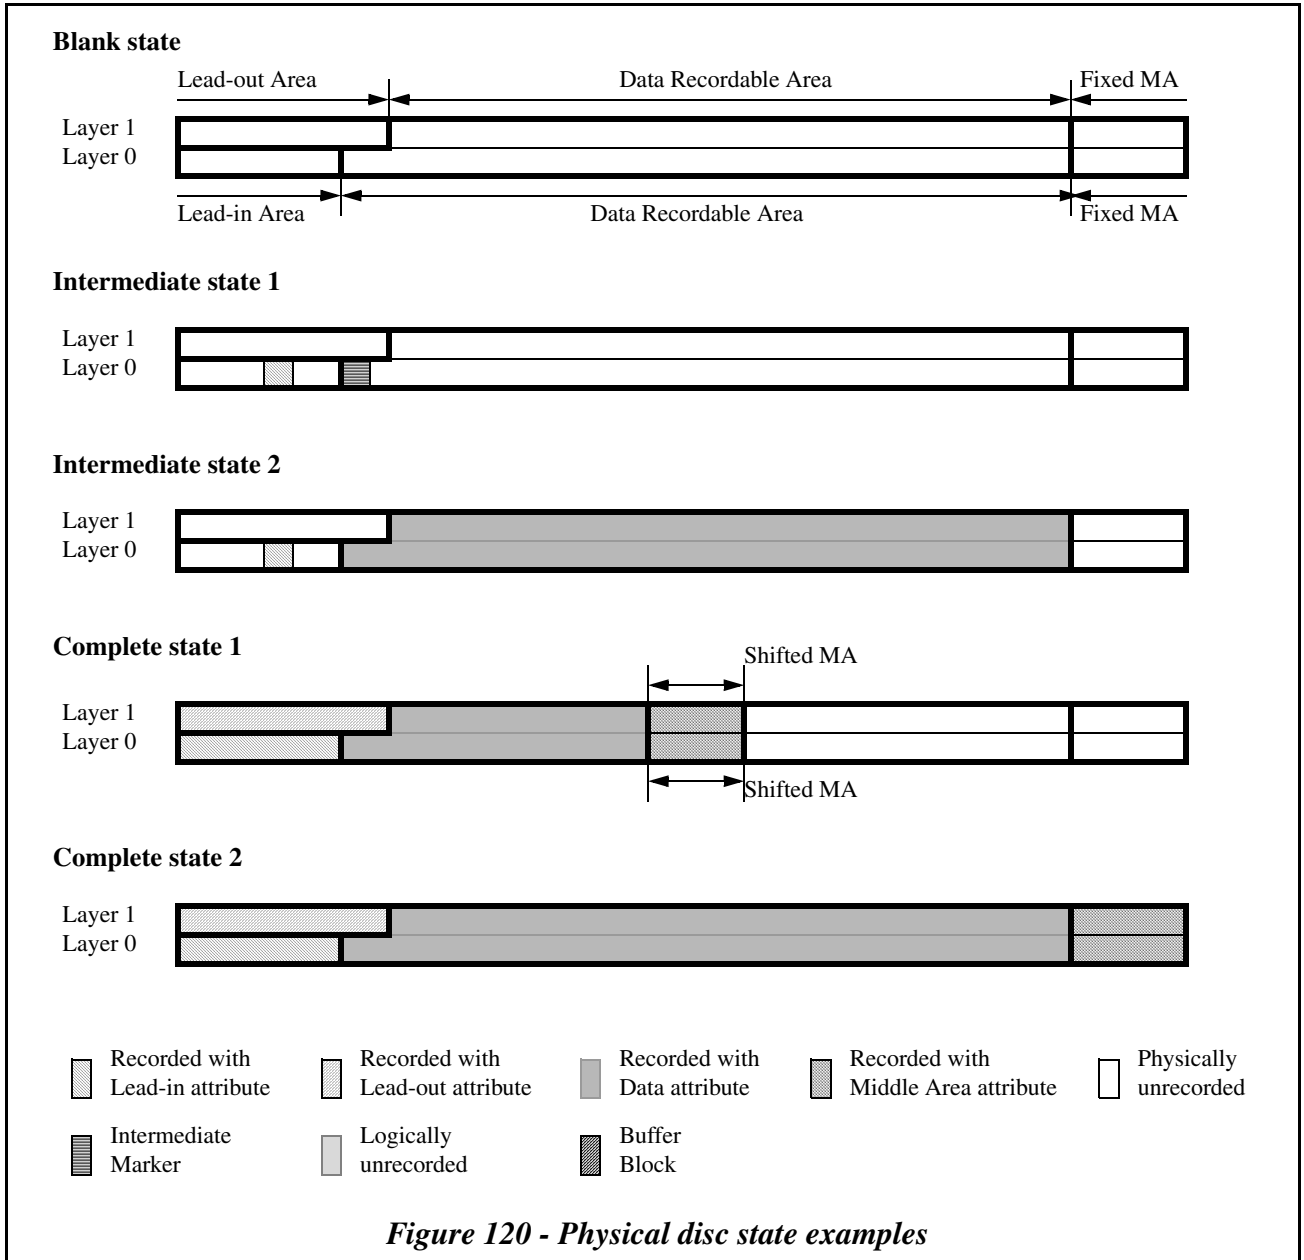 Blank state
Lead-out Area Data Recordable Area Fixed MA
Layer 1
Layer 0
Lead-in Area Data Recordable Area Fixed MA
Intermediate state 1
Layer 1
Layer 0
Intermediate state 2
Layer 1
Layer 0
Complete state 1
Shifted MA
Layer 1
Layer 0
Shifted MA
Complete state 2
Layer 1
Layer 0
Recorded with
Lead-in attribute
Recorded with
Lead-out attribute
Recorded with
Data attribute
Recorded with
Middle Area attribute
Physically
unrecorded
Intermediate
Marker
Logically
unrecorded
Buffer
Block
Figure 120 - Physical disc state examples